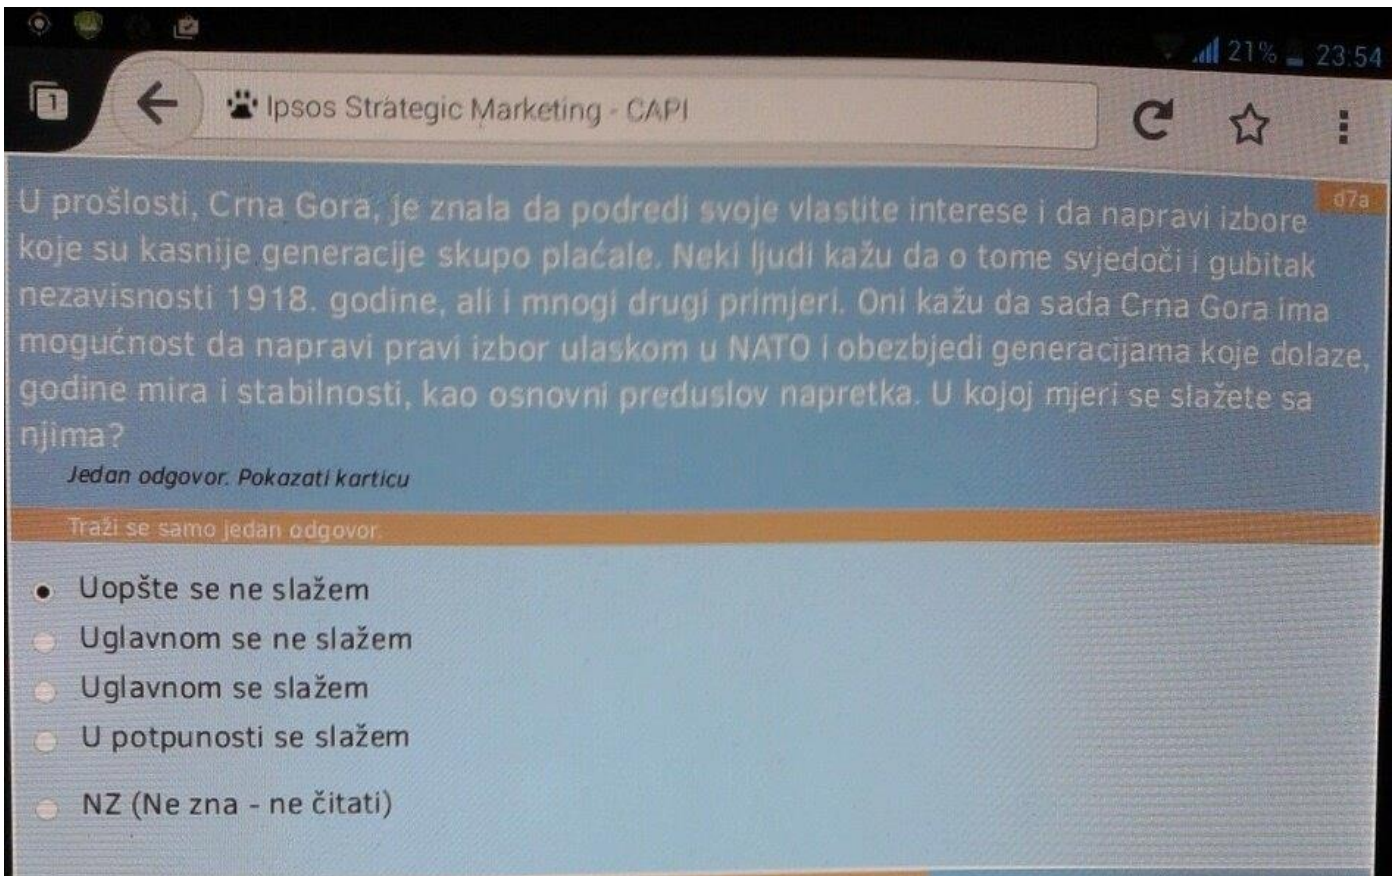 21% 23:54
1
Ipsos Strategic Marketing - CAPI
d7a
U prošlosti, Crna Gora, je znala da podredi svoje vlastite interese i da napravi izbore
koje su kasnije generacije skupo plaćale. Neki ljudi kažu da o tome svjedoči i gubitak
nezavisnosti 1918. godine, ali i mnogi drugi primjeri. Oni kažu da sada Crna Gora ima
mogućnost da napravi pravi izbor ulaskom u NATO i obezbjedi generacijama koje dolaze,
godine mira i stabilnosti, kao osnovni preduslov napretka. U kojoj mjeri se slažete sa
njima?
Jedan odgovor. Pokazati karticu
Traži se samo jedan odgovor.
Uopšte se ne slažem
Uglavnom se ne slažem
Uglavnom se slažem
U potpunosti se slažem
NZ (Ne zna - ne čitati)